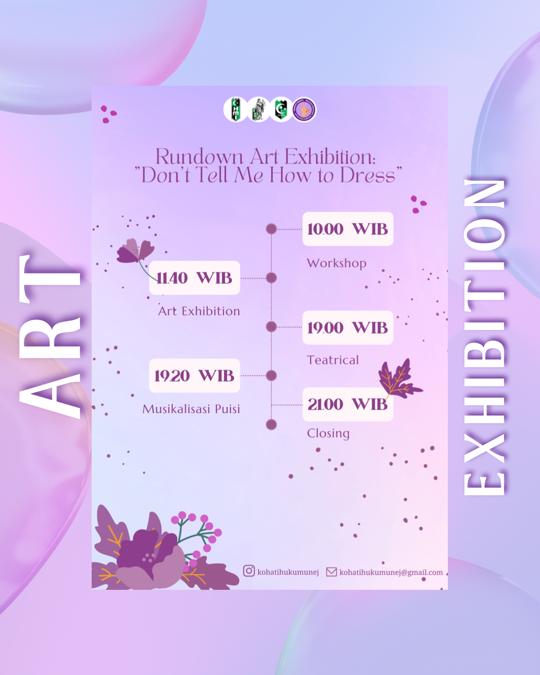 Rundown Art Exhibition:
"Don't Tell Me How to Dress"
10.00 WIB
Workshop
11.40 WIB
Art Exhibition
19.00 WIB
Teatrical
19.20 WIB
Musikalisasi Puisi
21.00 WIB
Closing
kohatihukumunej
kohatihukumunej@gmail.com
ART
EXHIBITION